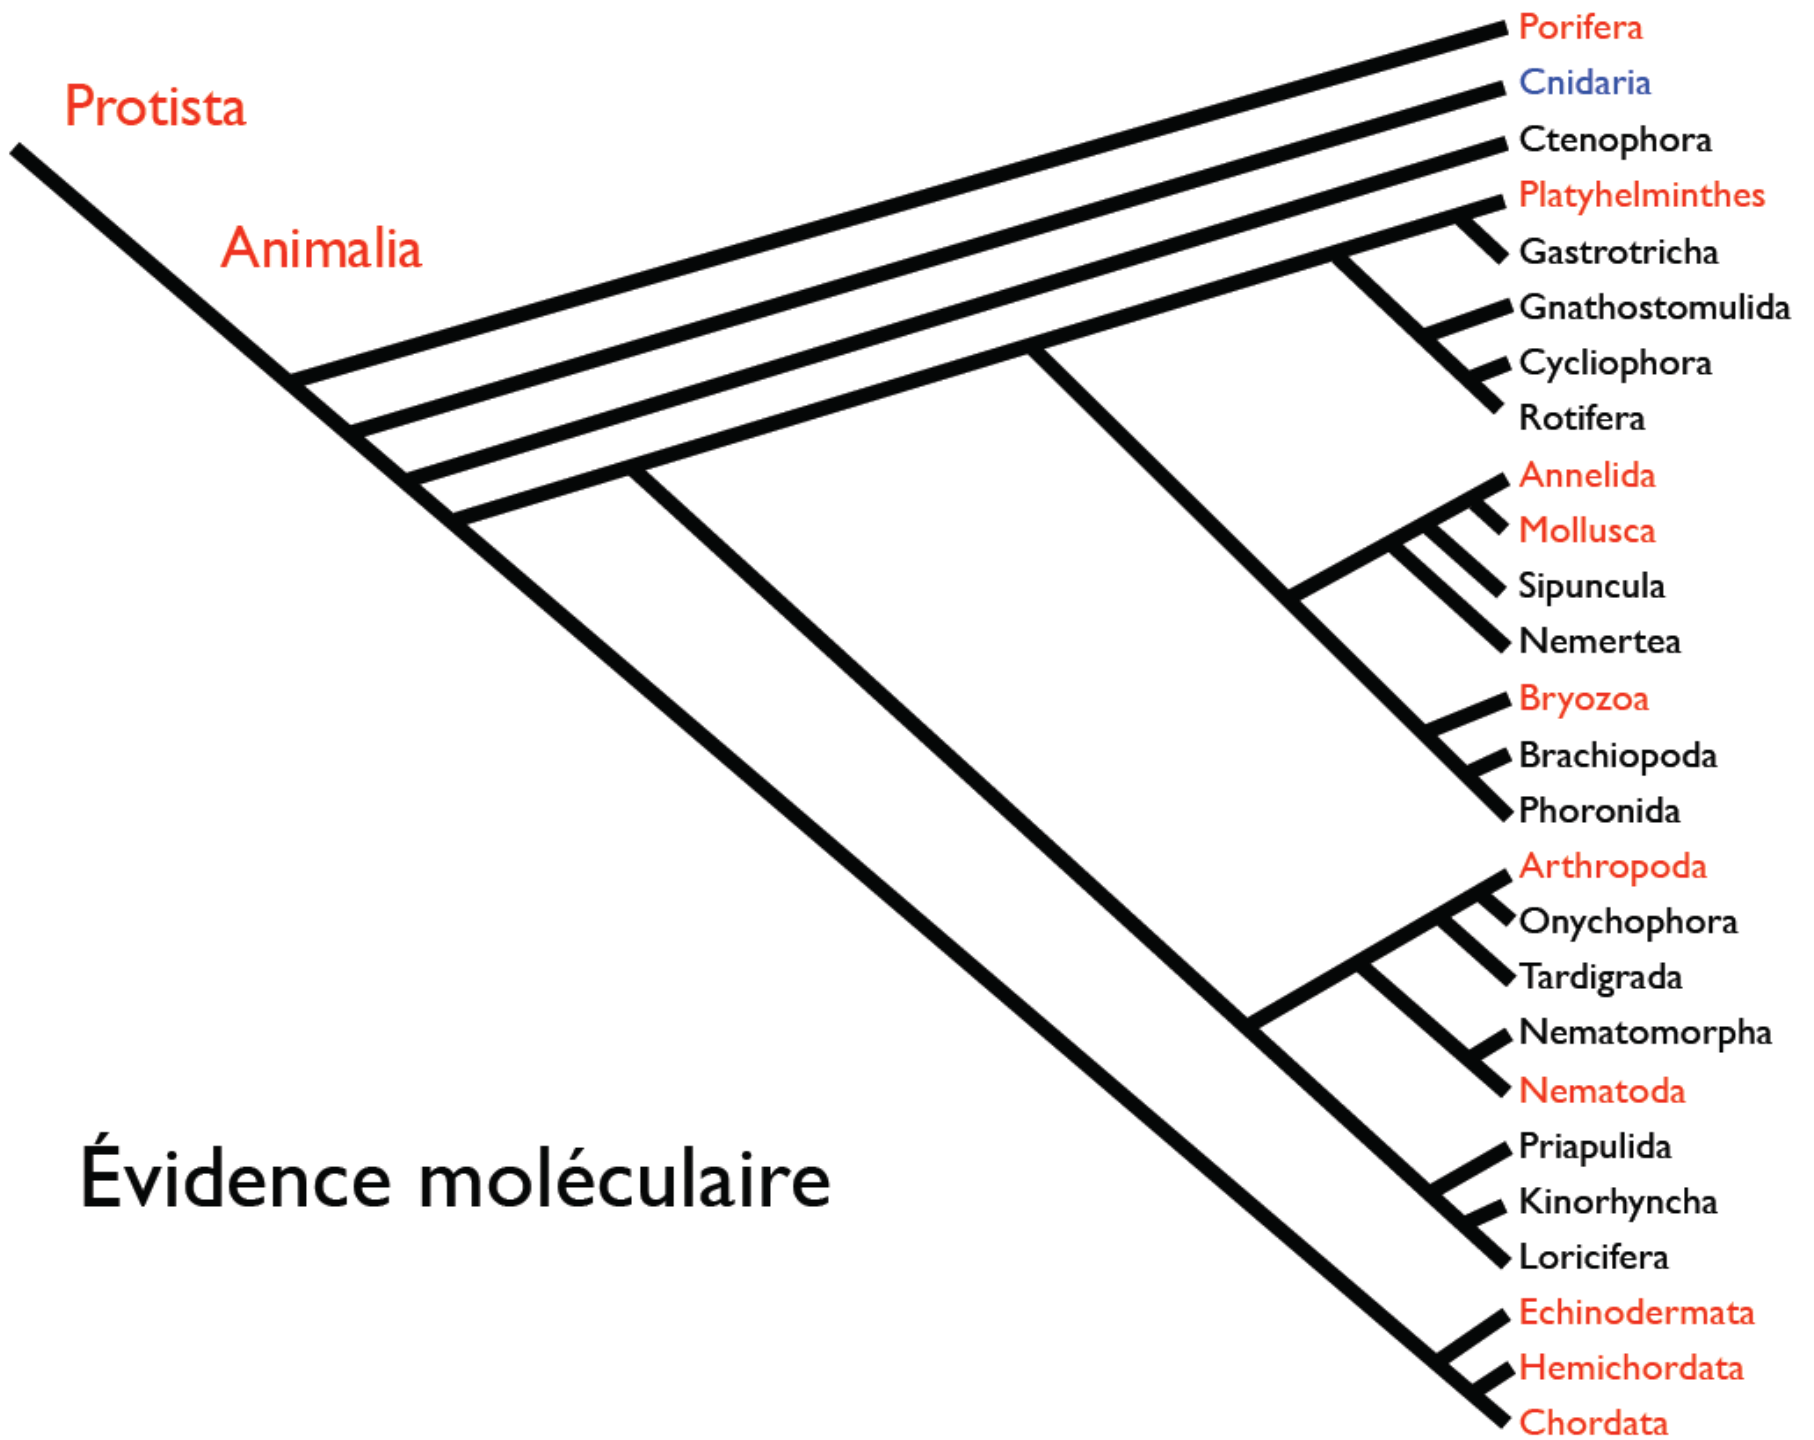 Protista
Animalia
Porifera
Cnidaria
Ctenophora
Platyhelminthes
Gastrotricha
Gnathostomulida
Cycliophora
Rotifera
Annelida
Mollusca
Sipuncula
Nemertea
Bryozoa
Brachiopoda
Phoronida
Arthropoda
Onychophora
Tardigrada
Nematomorpha
Nematoda
Priapulida
Kinorhyncha
Loricifera
Echinodermata
Hemichordata
Chordata
Évidence moléculaire